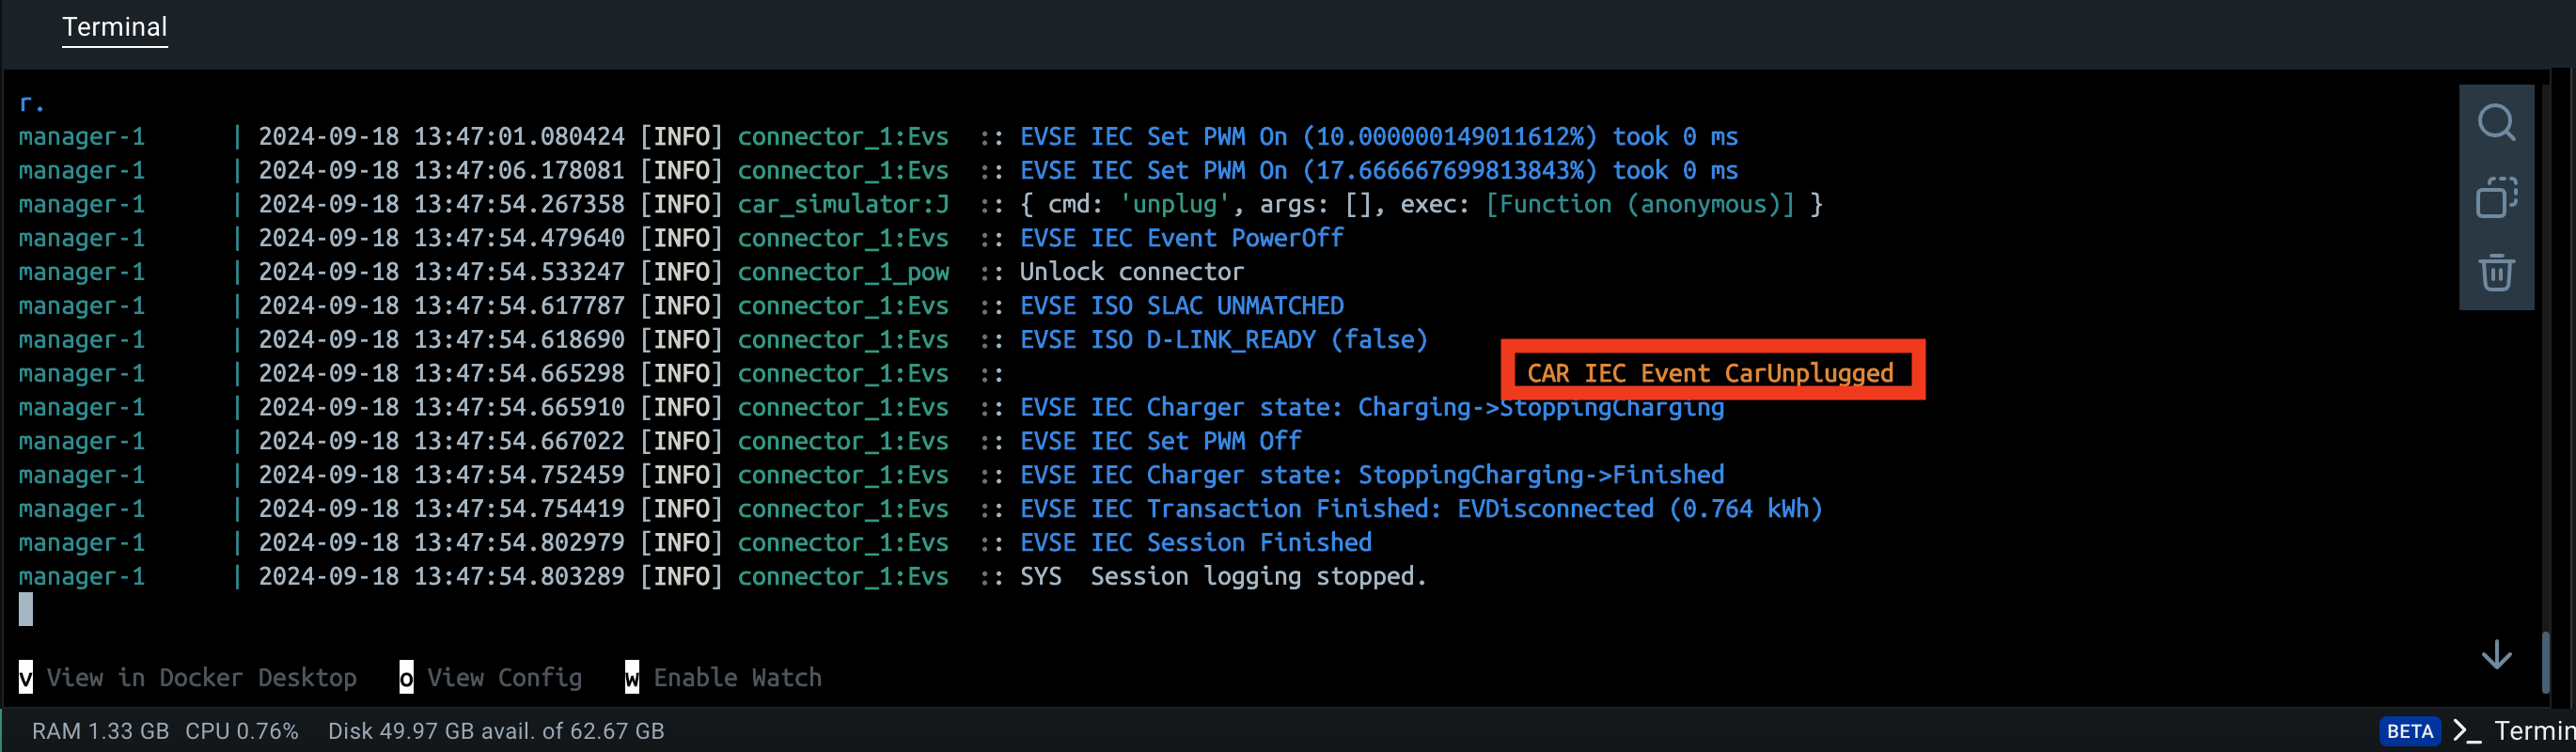 Terminal
r.
manager-1 | 2024-09-18 13:47:01.080424 [INFO] connector_1:Evs :: EVSE IEC Set PWM On (10.000000149011612%) took 0 ms
manager-1 | 2024-09-18 13:47:06.178081 [INFO] connector_1:Evs :: EVSE IEC Set PWM On (17.666667699813843%) took 0 ms
manager-1 | 2024-09-18 13:47:54.267358 [INFO] car_simulator:J :: { cmd: 'unplug', args: [], exec: [Function (anonymous)] }
manager-1 | 2024-09-18 13:47:54.479640 [INFO] connector_1:Evs :: EVSE IEC Event PowerOff
manager-1 | 2024-09-18 13:47:54.533247 [INFO] connector_1_pow :: Unlock connector
manager-1 | 2024-09-18 13:47:54.617787 [INFO] connector_1:Evs :: EVSE ISO SLAC UNMATCHED
manager-1 | 2024-09-18 13:47:54.618690 [INFO] connector_1:Evs :: EVSE ISO D-LINK_READY (false)
manager-1 | 2024-09-18 13:47:54.665298 [INFO] connector_1:Evs :: CAR IEC Event CarUnplugged
manager-1 | 2024-09-18 13:47:54.665910 [INFO] connector_1:Evs :: EVSE IEC Charger state: Charging->StoppingCharging
manager-1 | 2024-09-18 13:47:54.667022 [INFO] connector_1:Evs :: EVSE IEC Set PWM Off
manager-1 | 2024-09-18 13:47:54.752459 [INFO] connector_1:Evs :: EVSE IEC Charger state: StoppingCharging->Finished
manager-1 | 2024-09-18 13:47:54.754419 [INFO] connector_1:Evs :: EVSE IEC Transaction Finished: EVDisconnected (0.764 kWh)
manager-1 | 2024-09-18 13:47:54.802979 [INFO] connector_1:Evs :: EVSE IEC Session Finished
manager-1 | 2024-09-18 13:47:54.803289 [INFO] connector_1:Evs :: SYS Session logging stopped.
v View in Docker Desktop o View Config w Enable Watch
RAM 1.33 GB CPU 0.76% Disk 49.97 GB avail. of 62.67 GB BETA >_ Termin